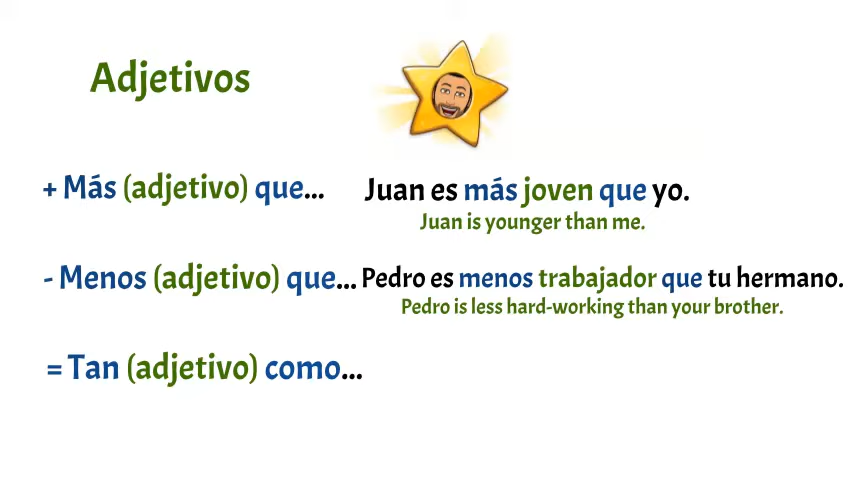 Adjetivos
+ Más (adjetivo) que... Juan es más joven que yo.
Juan is younger than me.
- Menos (adjetivo) que... Pedro es menos trabajador que tu hermano.
Pedro is less hard-working than your brother.
= Tan (adjetivo) como...